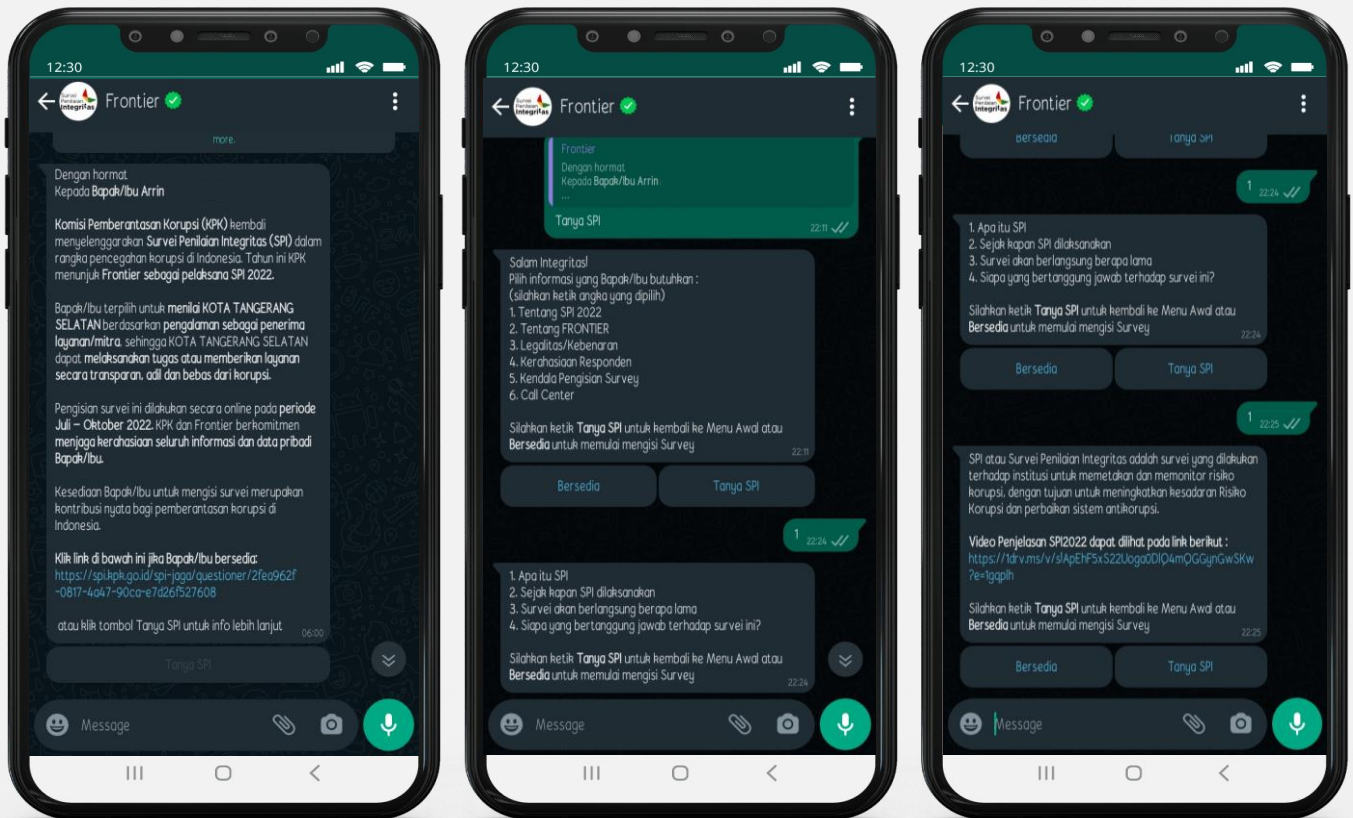 12:30
Survei
Penilaian
Integritas
Frontier
more.
Dengan hormat
Kepada Bapak/Ibu Arrin
Komisi Pemberantasan Korupsi (KPK) kembali
menyelenggarakan Survei Penilaian Integritas (SPI) dalam
rangka pencegahan korupsi di Indonesia. Tahun ini KPK
menunjuk Frontier sebagai pelaksana SPI 2022.
Bapak/Ibu terpilih untuk menilai KOTA TANGERANG
SELATAN berdasarkan pengalaman sebagai penerima
layanan/mitra, sehingga KOTA TANGERANG SELATAN
dapat melaksanakan tugas atau memberikan layanan
secara transparan, adil dan bebas dari korupsi.
Pengisian survei ini dilakukan secara online pada periode
Juli – Oktober 2022. KPK dan Frontier berkomitmen
menjaga kerahasiaan seluruh informasi dan data pribadi
Bapak/Ibu.
Kesediaan Bapak/Ibu untuk mengisi survei merupakan
kontribusi nyata bagi pemberantasan korupsi di
Indonesia.
Klik link di bawah ini jika Bapak/Ibu bersedia:
https://spi.kpk.go.id/spi-jaga/questioner/2fea962f
-0817-4a47-90ca-e7d26f527608
atau klik tombol Tanya SPI untuk info lebih lanjut
06:00
Tanya SPI
Message
12:30
Survei
Penilaian
Integritas
Frontier
Frontier
Dengan hormat
Kepada Bapak/Ibu Arrin
...
Tanya SPI
22:11
Salam Integritas!
Pilih informasi yang Bapak/Ibu butuhkan :
(silahkan ketik angka yang dipilih)
1. Tentang SPI 2022
2. Tentang FRONTIER
3. Legalitas/Kebenaran
4. Kerahasiaan Responden
5. Kendala Pengisian Survey
6. Call Center
Silahkan ketik Tanya SPI untuk kembali ke Menu Awal atau
Bersedia untuk memulai mengisi Survey
22:11
Bersedia Tanya SPI
1 22:24
1. Apa itu SPI
2. Sejak kapan SPI dilaksanakan
3. Survei akan berlangsung berapa lama
4. Siapa yang bertanggung jawab terhadap survei ini?
Silahkan ketik Tanya SPI untuk kembali ke Menu Awal atau
Bersedia untuk memulai mengisi Survey
22:24
Message
12:30
Survei
Penilaian
Integritas
Frontier
Bersedia Tanya SPI
1 22:24
1. Apa itu SPI
2. Sejak kapan SPI dilaksanakan
3. Survei akan berlangsung berapa lama
4. Siapa yang bertanggung jawab terhadap survei ini?
Silahkan ketik Tanya SPI untuk kembali ke Menu Awal atau
Bersedia untuk memulai mengisi Survey
22:24
Bersedia Tanya SPI
1 22:25
SPI atau Survei Penilaian Integritas adalah survei yang dilakukan
terhadap institusi untuk memetakan dan memonitor risiko
korupsi, dengan tujuan untuk meningkatkan kesadaran Risiko
Korupsi dan perbaikan sistem antikorupsi.
Video Penjelasan SPI2022 dapat dilihat pada link berikut :
https://1drv.ms/v/s!ApEhF5xS22Uoga0DlQ4mQGGynGwSKw
?e=1gqplh
Silahkan ketik Tanya SPI untuk kembali ke Menu Awal atau
Bersedia untuk memulai mengisi Survey
22:25
Bersedia Tanya SPI
Message